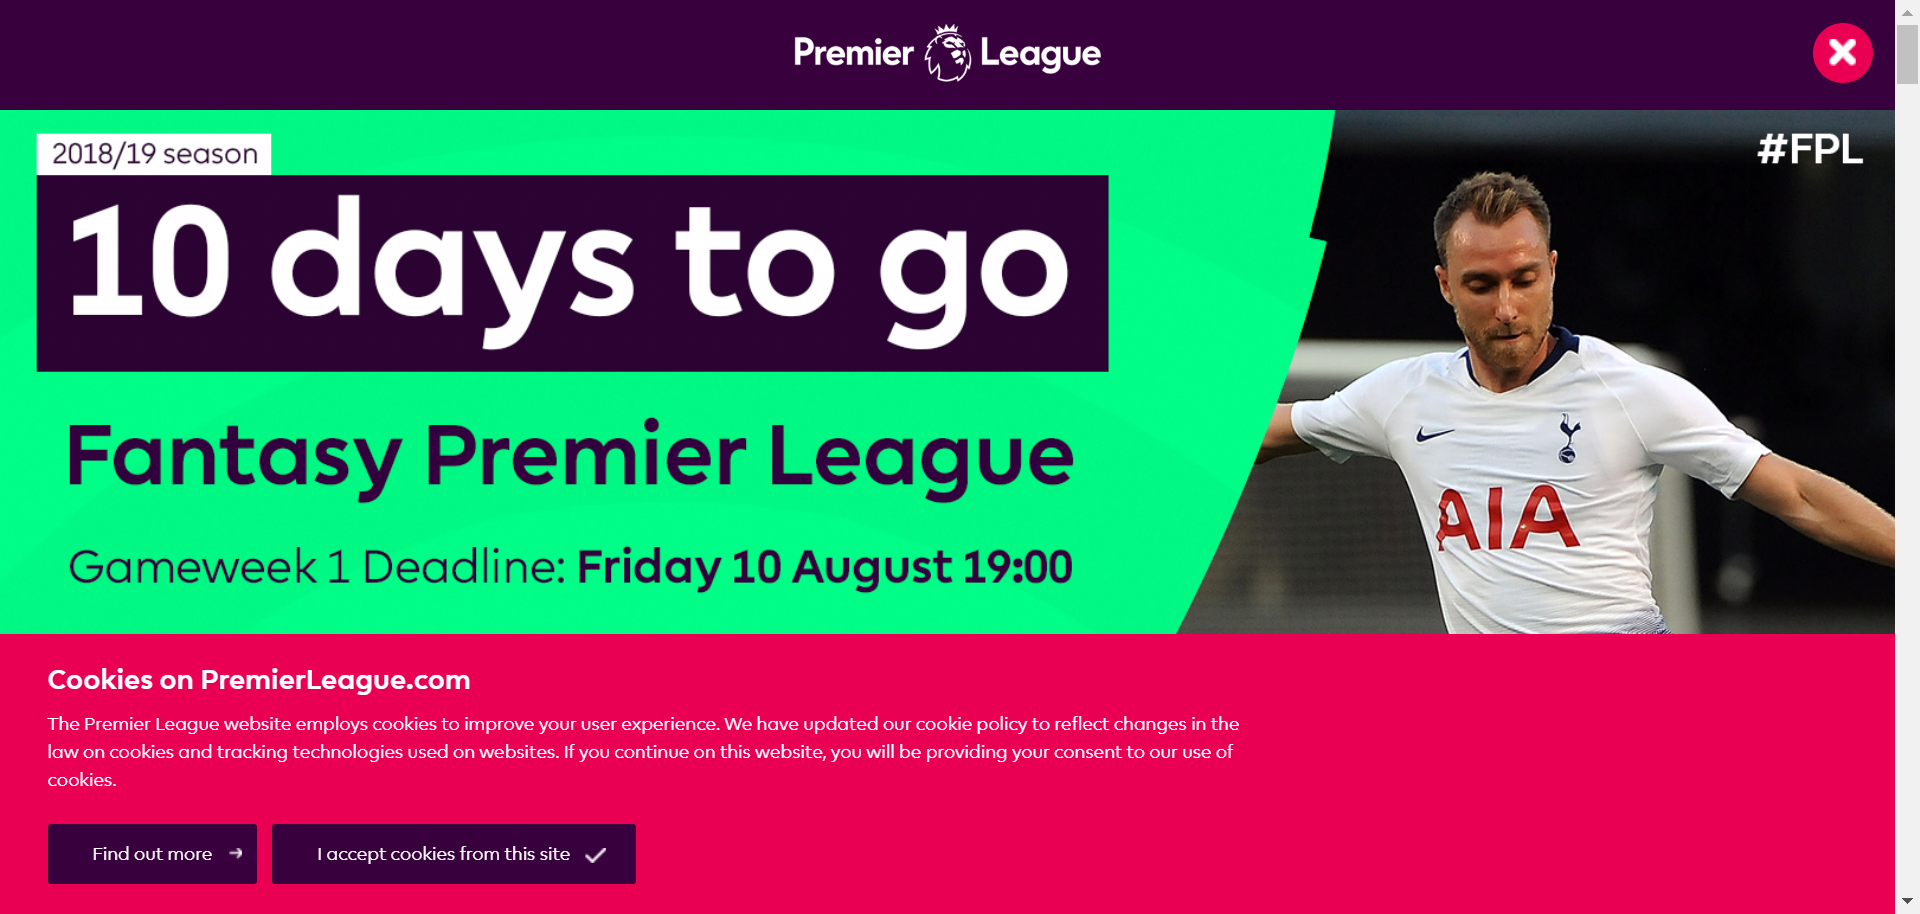 Premier League
2018/19 season
#FPL
10 days to go
Fantasy Premier League
Gameweek 1 Deadline: Friday 10 August 19:00
AIA
Cookies on PremierLeague.com
The Premier League website employs cookies to improve your user experience. We have updated our cookie policy to reflect changes in the
law on cookies and tracking technologies used on websites. If you continue on this website, you will be providing your consent to our use of
cookies.
Find out more
I accept cookies from this site